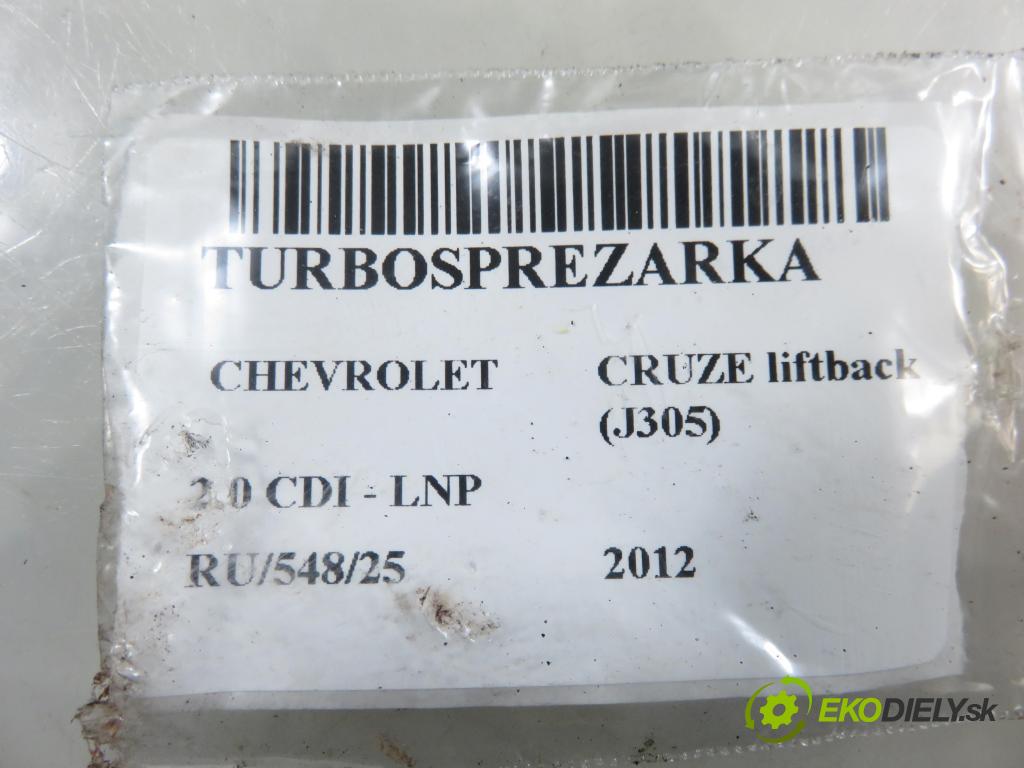 TURBOSPREZARKA
CHEVROLET CRUZE liftback
(J305)
2.0 CDI - LNP
RU/548/25 2012
EKODIELY.sk